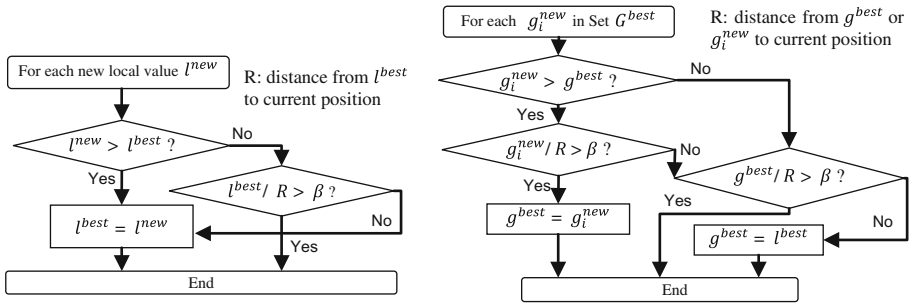 For each new local value l^new
R: distance from l^best
to current position
l^new > l^best ?
No
Yes
l^best / R > β ?
No
l^best = l^new
Yes
End
For each g_i^new in Set G^best
R: distance from g^best or
g_i^new to current position
g_i^new > g^best ?
No
Yes
g_i^new / R > β ?
No
g^best / R > β ?
Yes
Yes
No
g^best = g_i^new
g^best = l^best
End